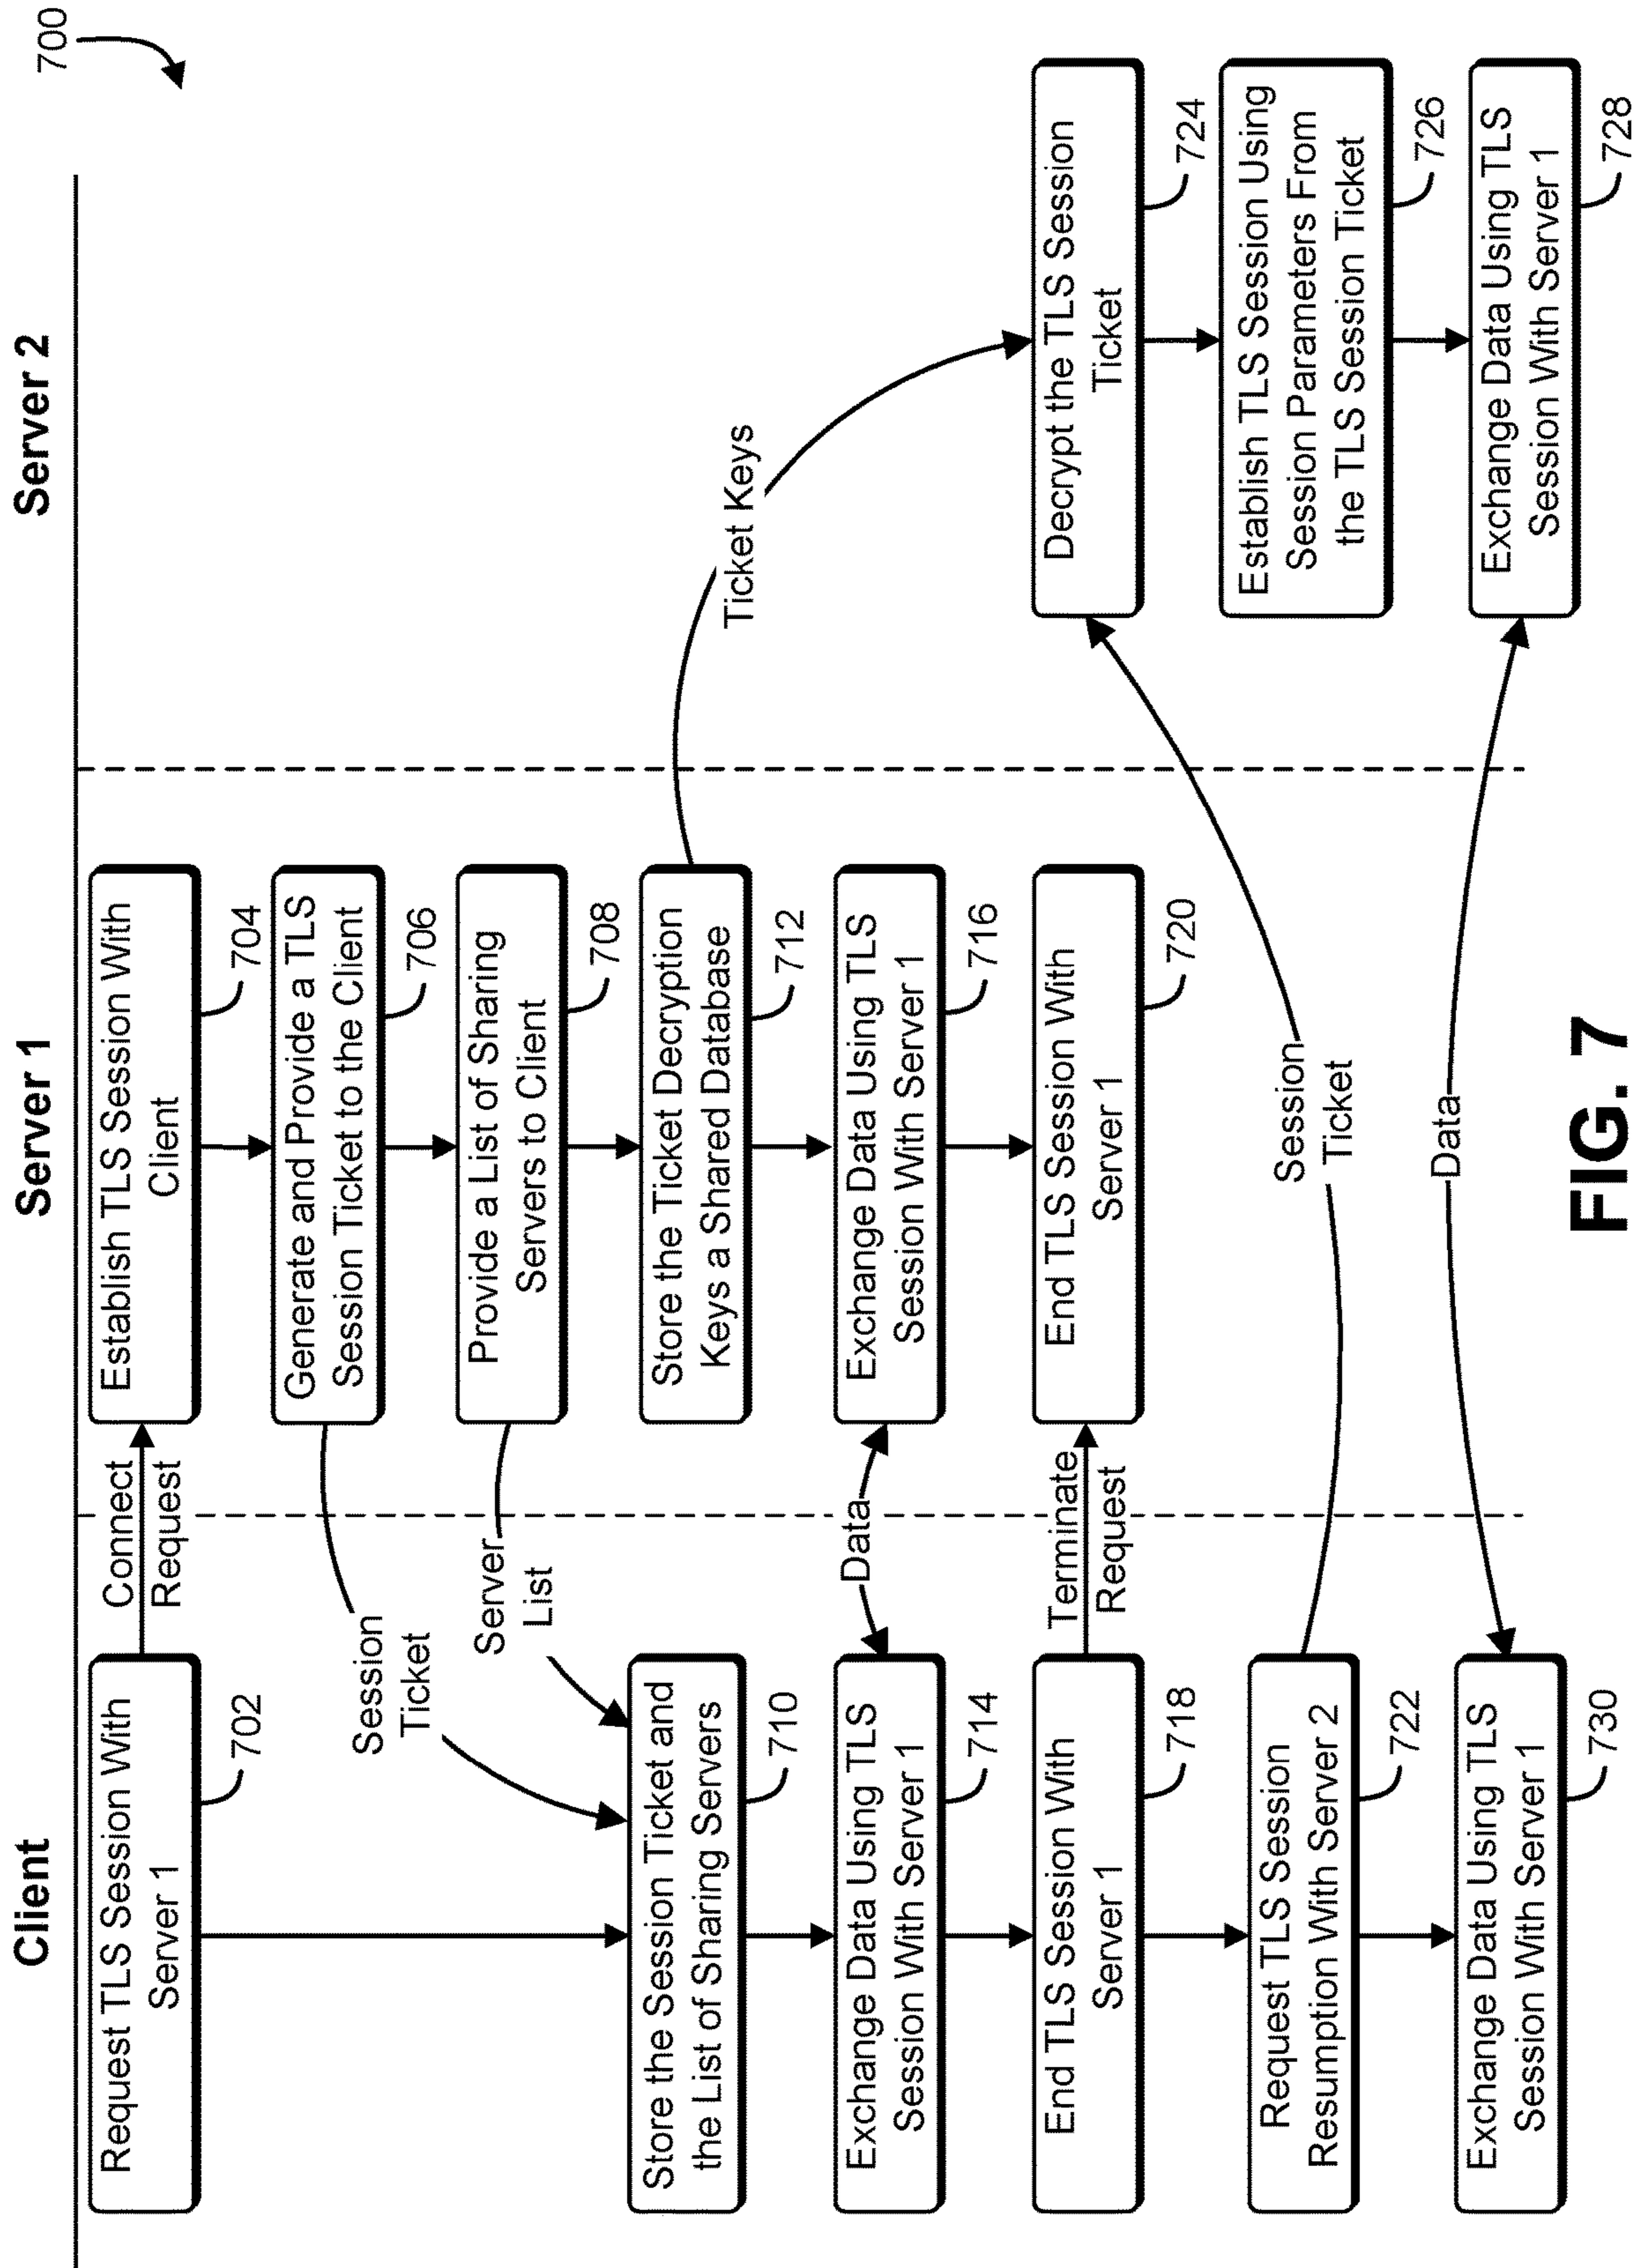 700
Client
Server 1
Server 2
Request TLS Session With
Server 1
702
Connect
Request
Establish TLS Session With
Client
704
Generate and Provide a TLS
Session Ticket to the Client
706
Session
Ticket
Provide a List of Sharing
Servers to Client
708
Server
List
Store the Session Ticket and
the List of Sharing Servers
710
Store the Ticket Decryption
Keys a Shared Database
712
Ticket Keys
Exchange Data Using TLS
Session With Server 1
714
Data
Exchange Data Using TLS
Session With Server 1
716
End TLS Session With
Server 1
718
Terminate
Request
End TLS Session With
Server 1
720
Decrypt the TLS Session
Ticket
724
Request TLS Session
Resumption With Server 2
722
Session
Ticket
Establish TLS Session Using
Session Parameters From
the TLS Session Ticket
726
Exchange Data Using TLS
Session With Server 1
730
Data
Exchange Data Using TLS
Session With Server 1
728
FIG. 7